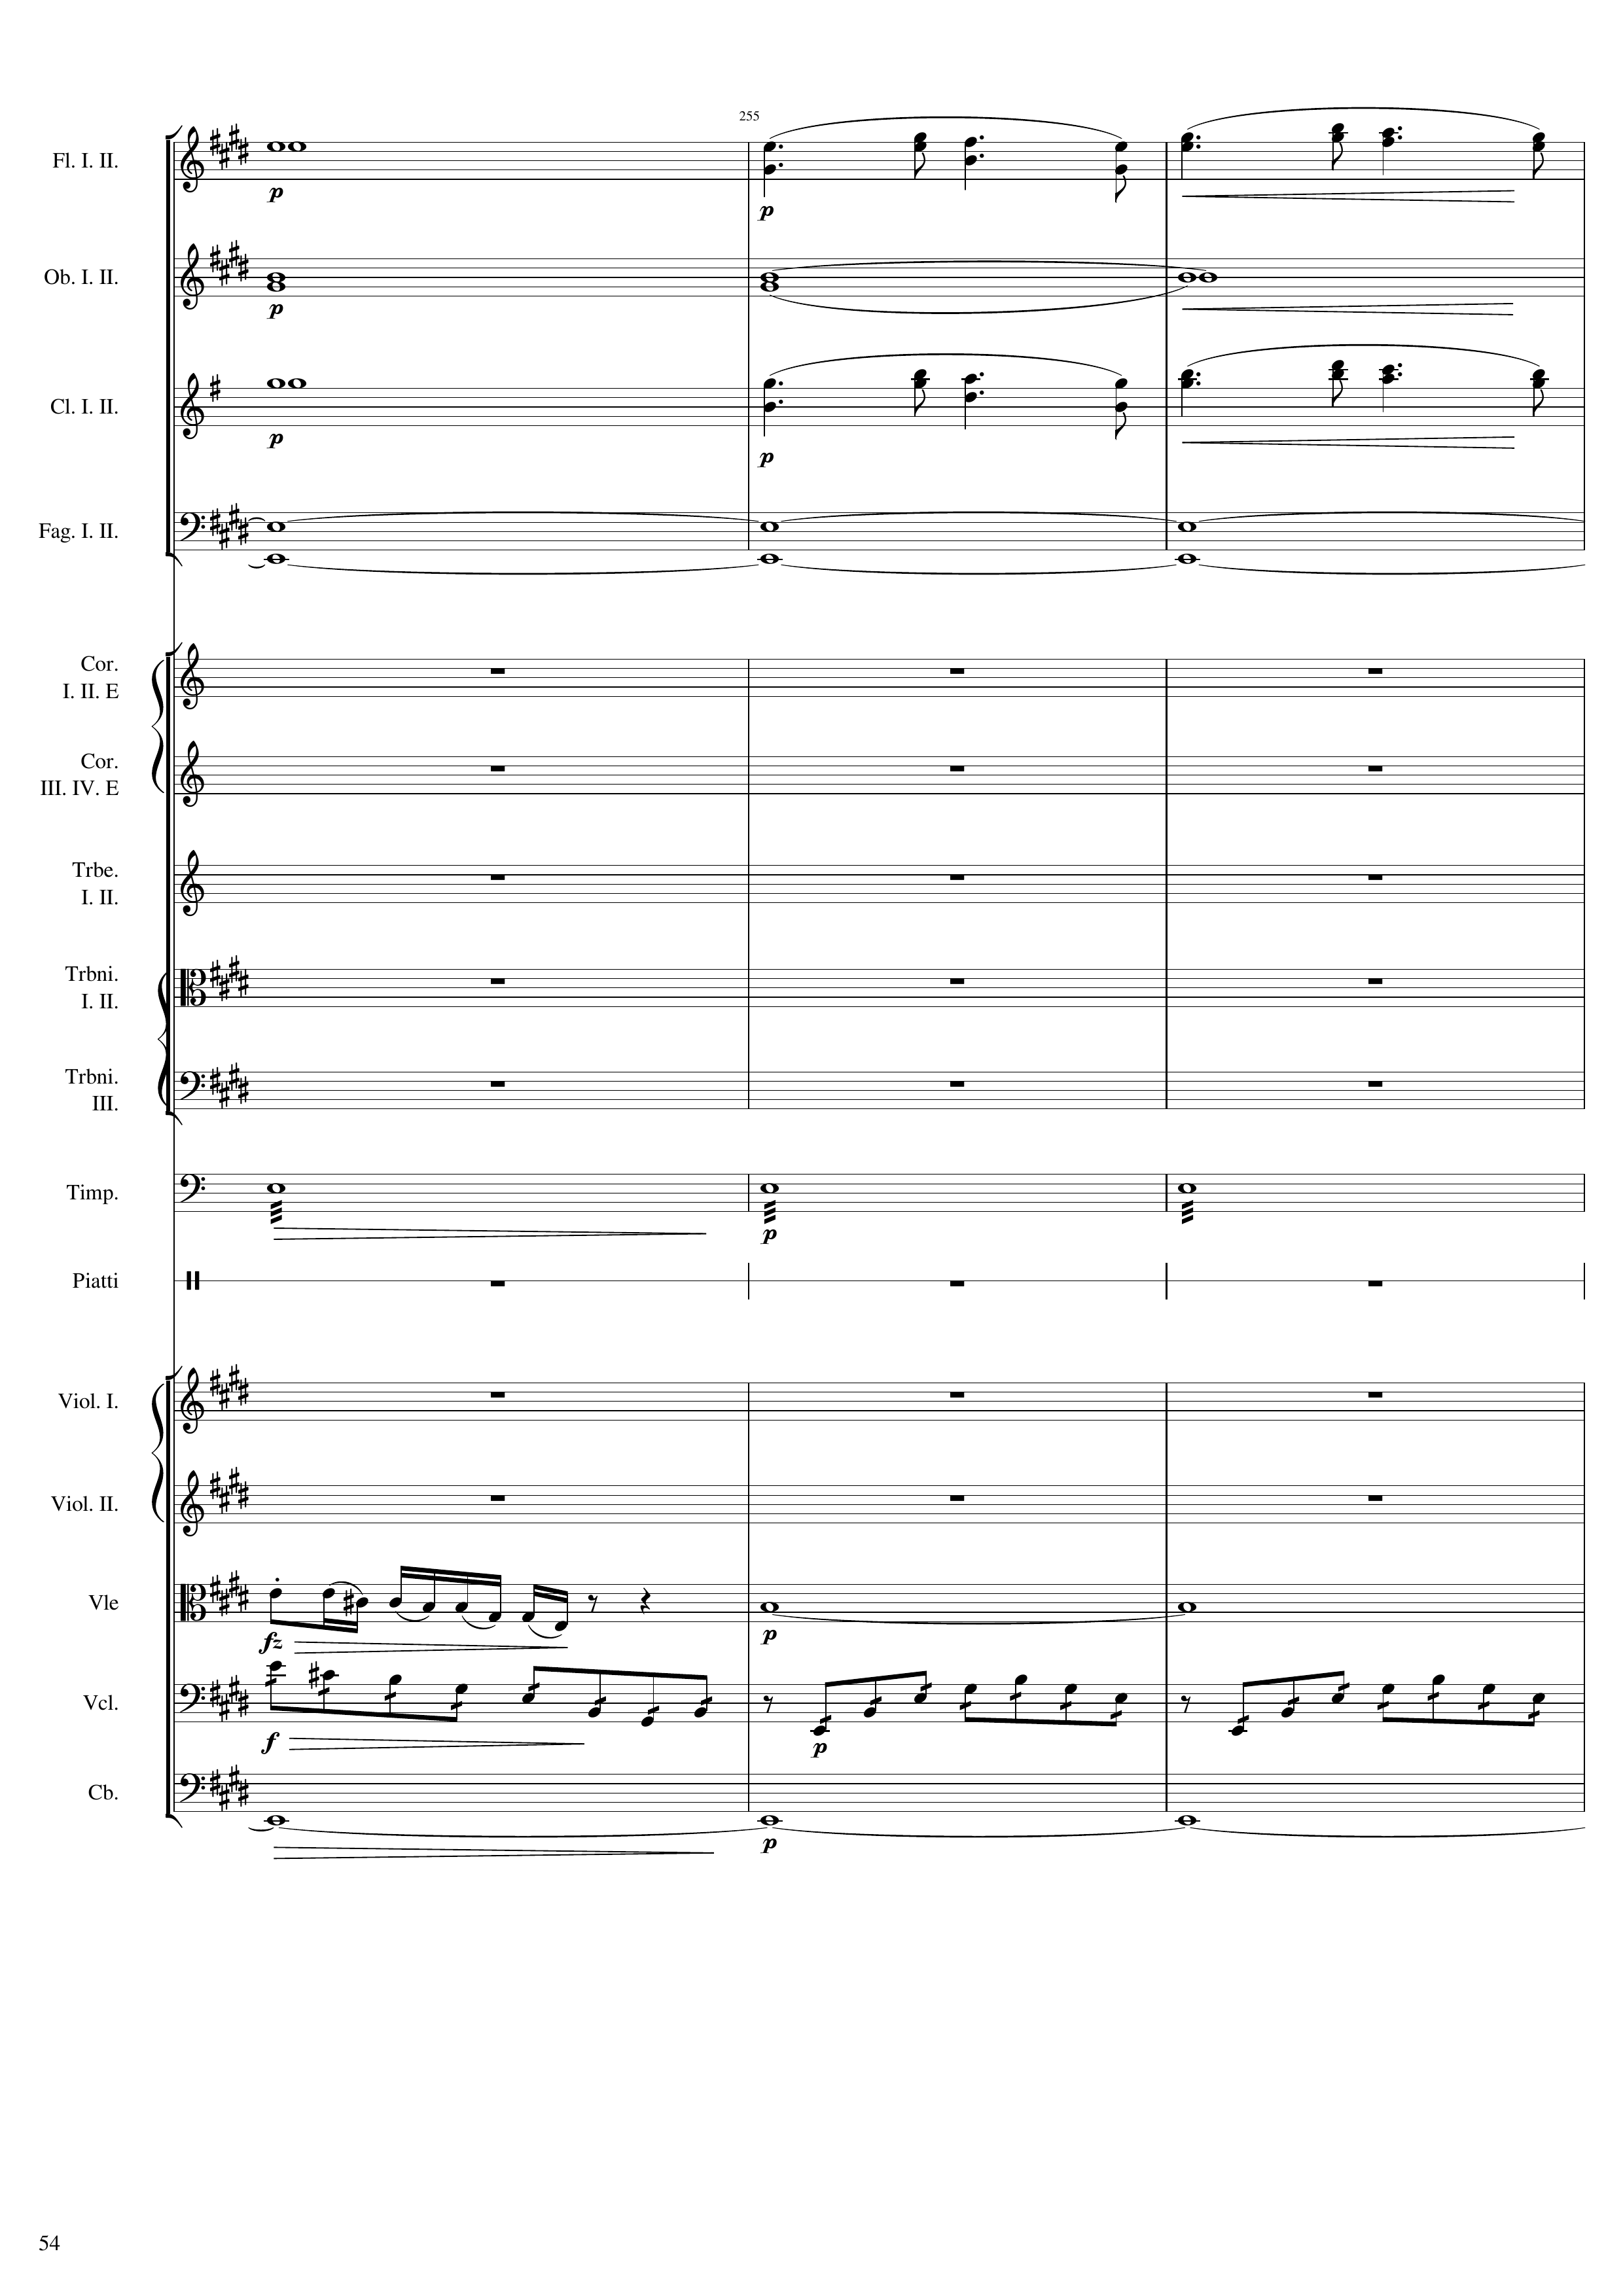 255
Fl. I. II.
p
p
Ob. I. II.
p
Cl. I. II.
p
p
Fag. I. II.
Cor.
I. II. E
Cor.
III. IV. E
Trbe.
I. II.
Trbni.
I. II.
Trbni.
III.
Timp.
p
Piatti
Viol. I.
Viol. II.
Vle
fz
p
Vcl.
f
p
Cb.
p
54